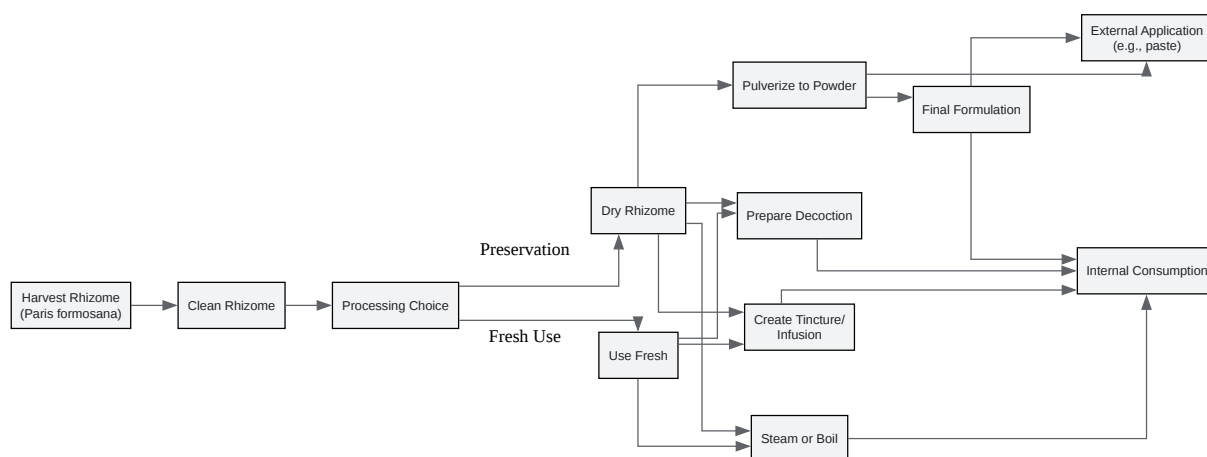 External Application
(e.g., paste)
Pulverize to Powder
Final Formulation
Dry Rhizome
Prepare Decoction
Preservation
Internal Consumption
Harvest Rhizome
(Paris formosana)
Clean Rhizome
Processing Choice
Fresh Use
Create Tincture/
Infusion
Use Fresh
Steam or Boil